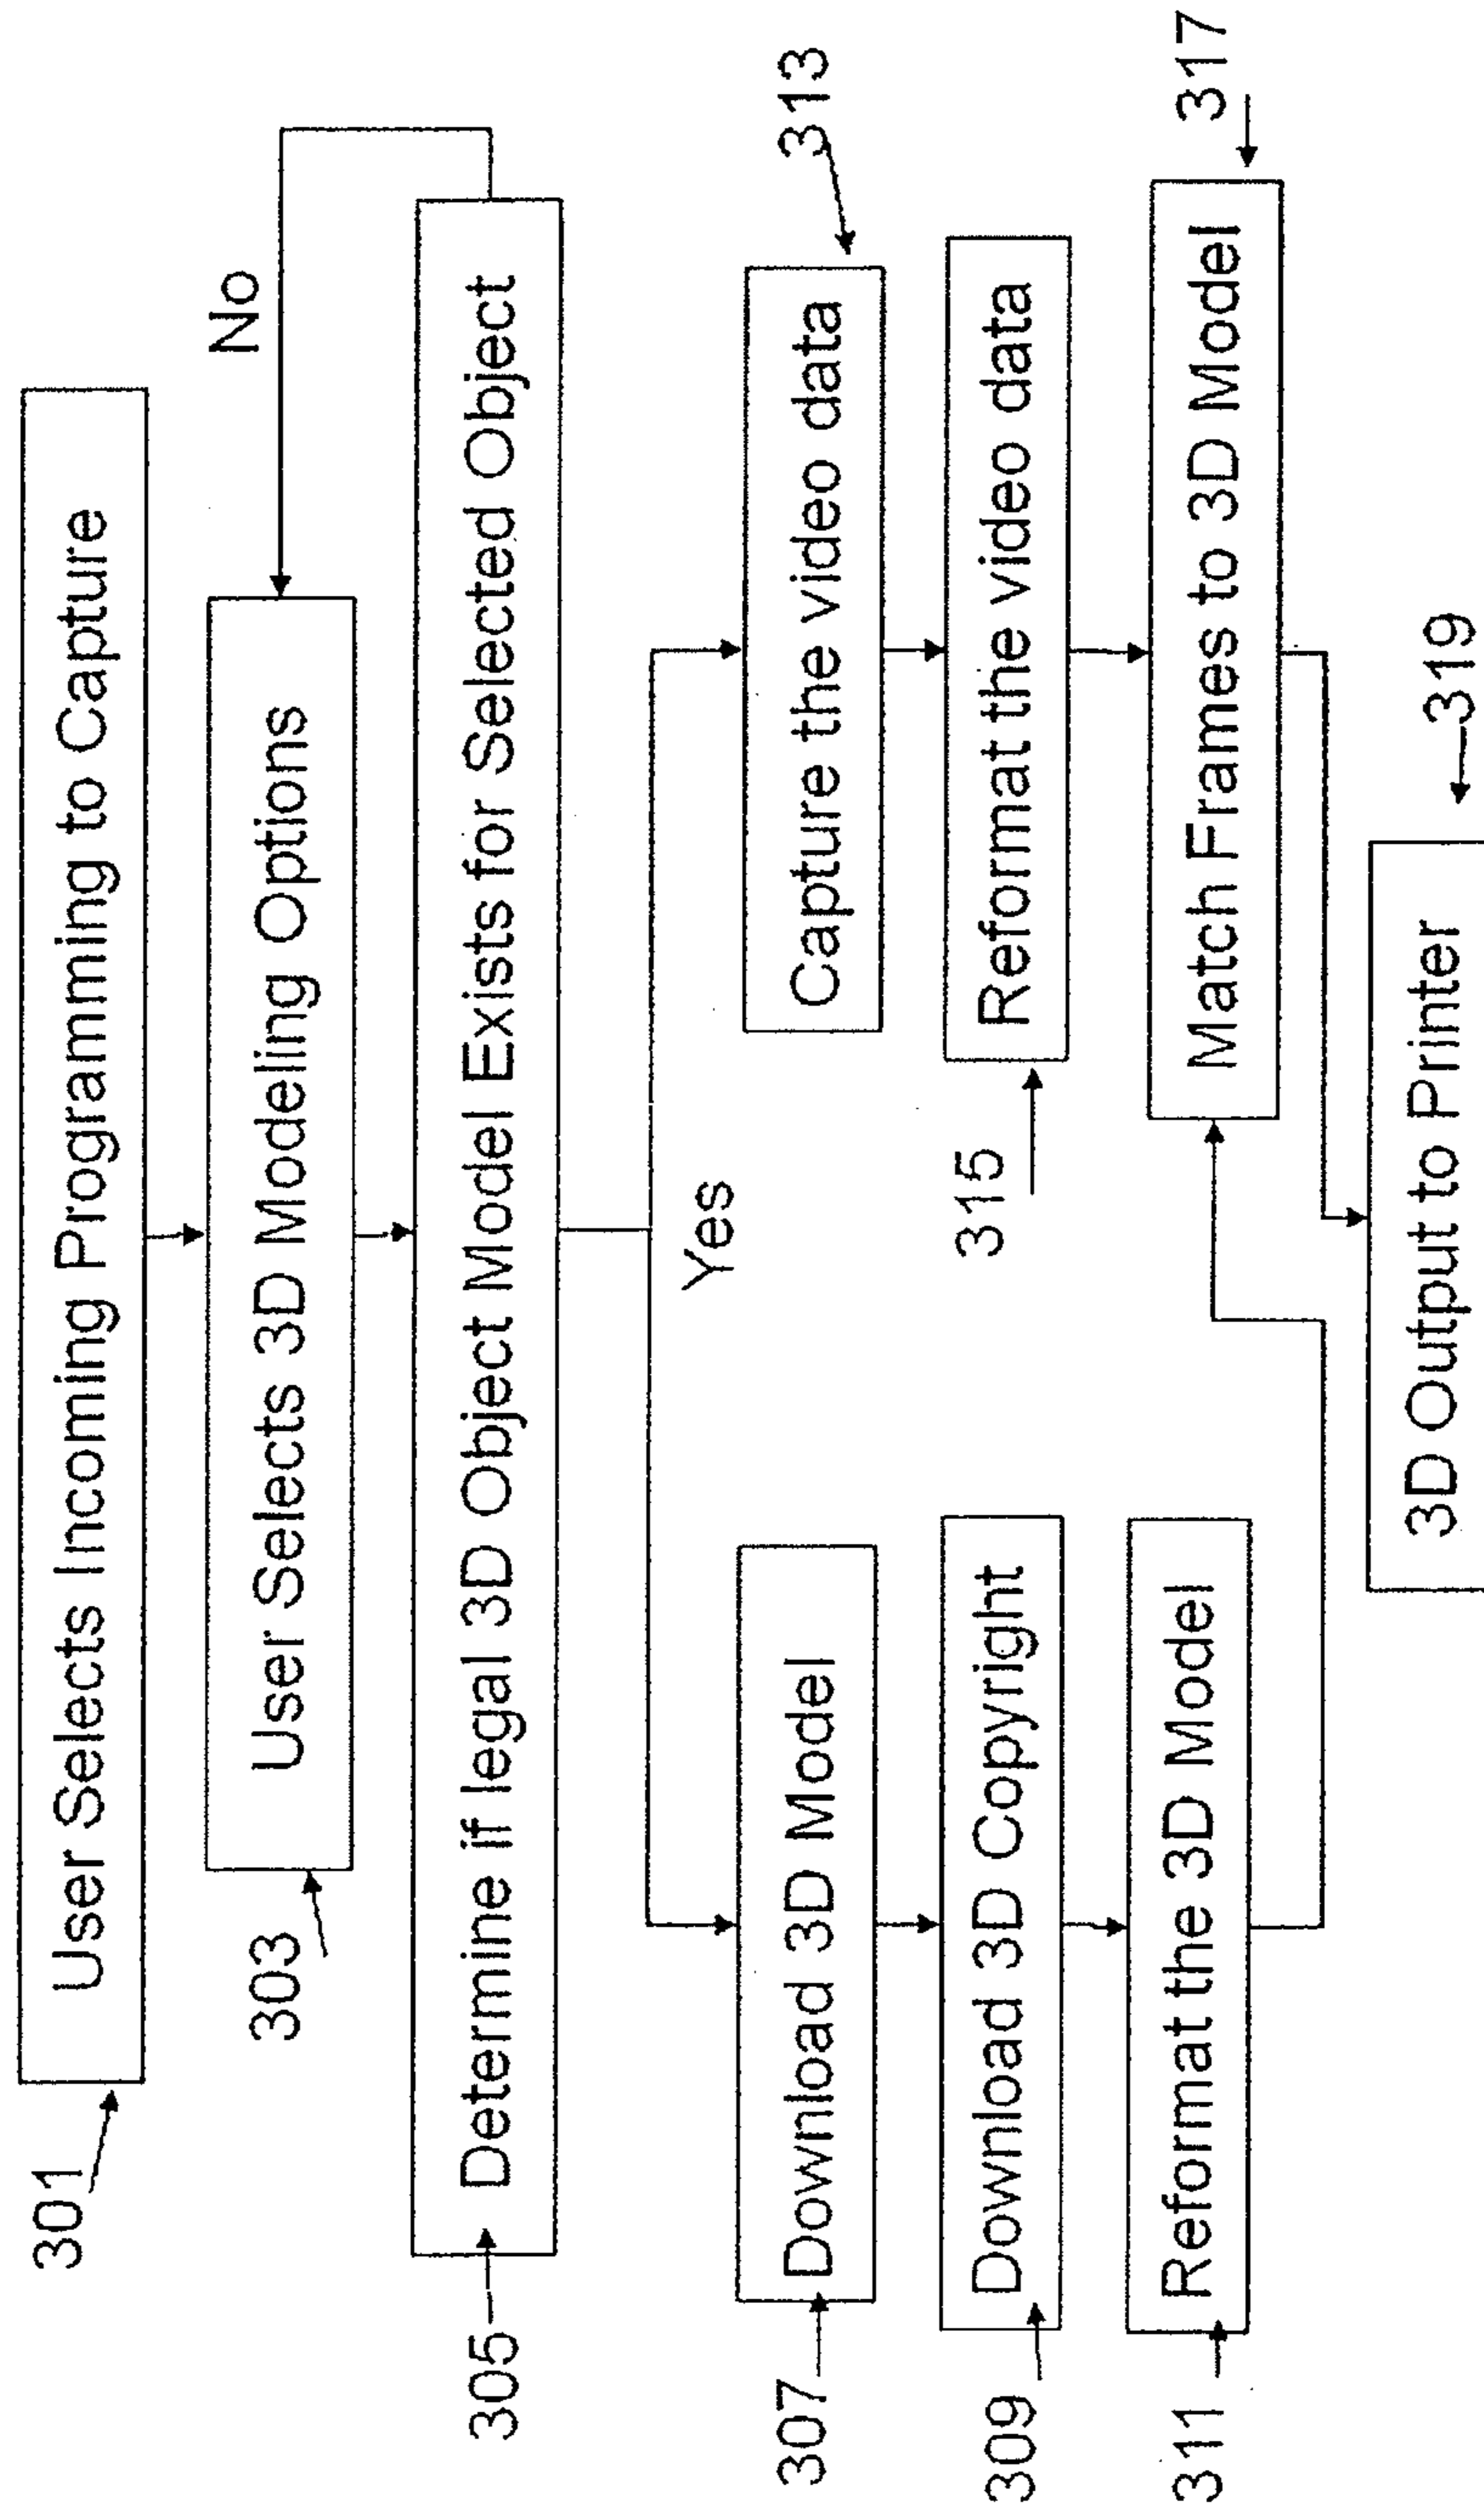 301
User Selects Incoming Programming to Capture
303
User Selects 3D Modeling Options
No
305
Determine if legal 3D Object Model Exists for Selected Object
Yes
307
Download 3D Model
309
Download 3D Copyright
311
Reformat the 3D Model
313
Capture the video data
315
Reformat the video data
317
Match Frames to 3D Model
319
3D Output to Printer